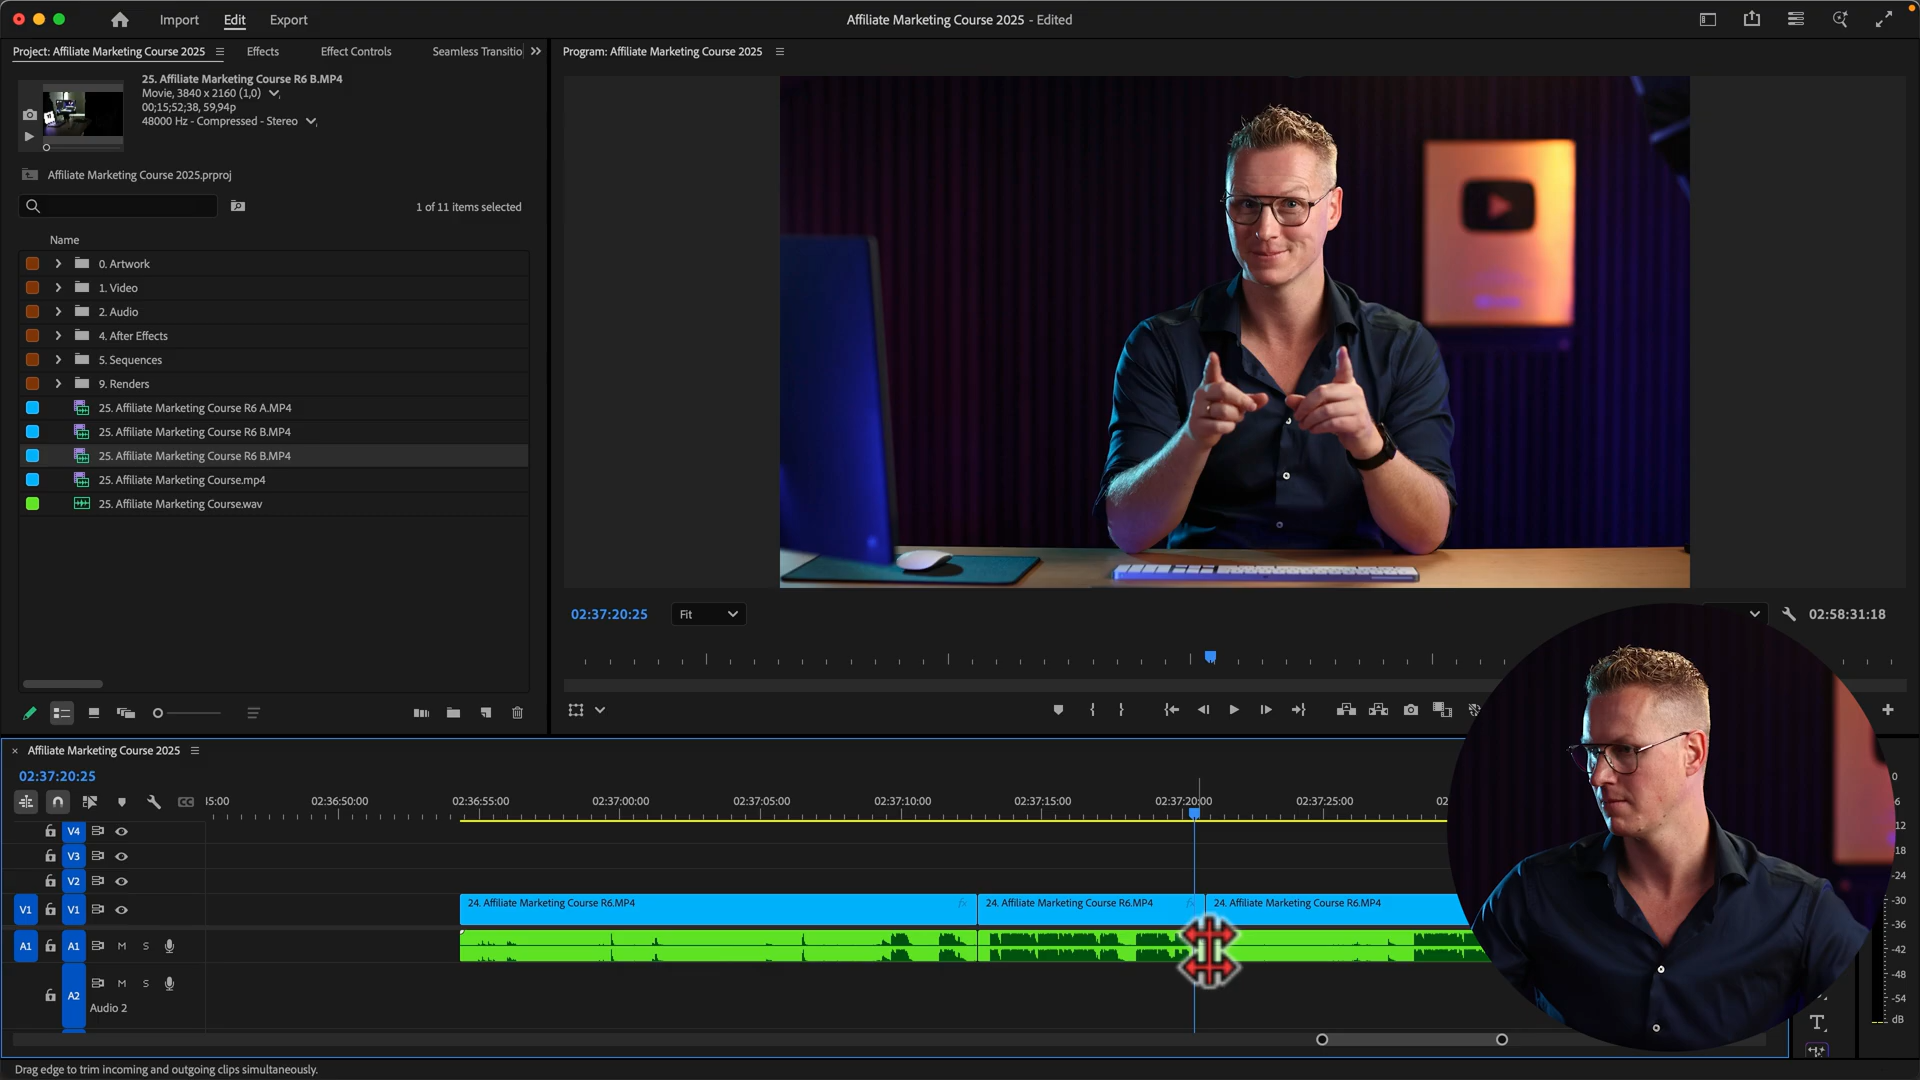 Import
Edit
Export
Affiliate Marketing Course 2025 - Edited
Project: Affiliate Marketing Course 2025
Effects
Effect Controls
Seamless Transitio
Program: Affiliate Marketing Course 2025
25. Affiliate Marketing Course R6 B.MP4
Movie, 3840 x 2160 (1,0)
00;15;52;38, 59,94p
48000 Hz - Compressed - Stereo
Affiliate Marketing Course 2025.prproj
1 of 11 items selected
Name
0. Artwork
1. Video
2. Audio
4. After Effects
5. Sequences
9. Renders
25. Affiliate Marketing Course R6 A.MP4
25. Affiliate Marketing Course R6 B.MP4
25. Affiliate Marketing Course R6 B.MP4
25. Affiliate Marketing Course.mp4
25. Affiliate Marketing Course.wav
02:37:20:25
Fit
02:58:31:18
Affiliate Marketing Course 2025
02:37:20:25
02:36:50:00
02:36:55:00
02:37:00:00
02:37:05:00
02:37:10:00
02:37:15:00
02:37:20:00
02:37:25:00
V4
V3
V2
V1
V1
24. Affiliate Marketing Course R6.MP4
24. Affiliate Marketing Course R6.MP4
24. Affiliate Marketing Course R6.MP4
A1
A1
M
S
A2
M
S
Audio 2
0
-30
-36
-42
-48
-54
dB
Drag edge to trim incoming and outgoing clips simultaneously.